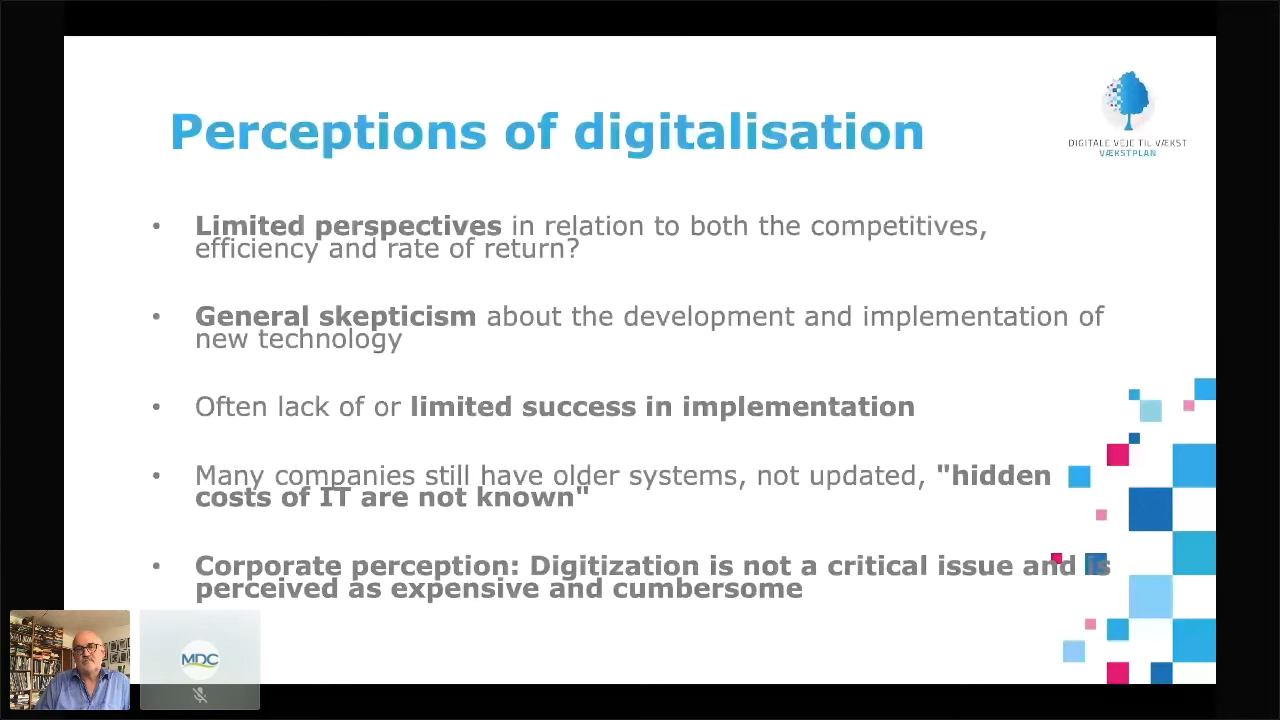 Perceptions of digitalisation
DIGITALE VEJE TIL VÆKST
VÆKSTPLAN
• Limited perspectives in relation to both the competitives,
efficiency and rate of return?
• General skepticism about the development and implementation of
new technology
• Often lack of or limited success in implementation
• Many companies still have older systems, not updated, "hidden
costs of IT are not known"
• Corporate perception: Digitization is not a critical issue and is
perceived as expensive and cumbersome
MDC